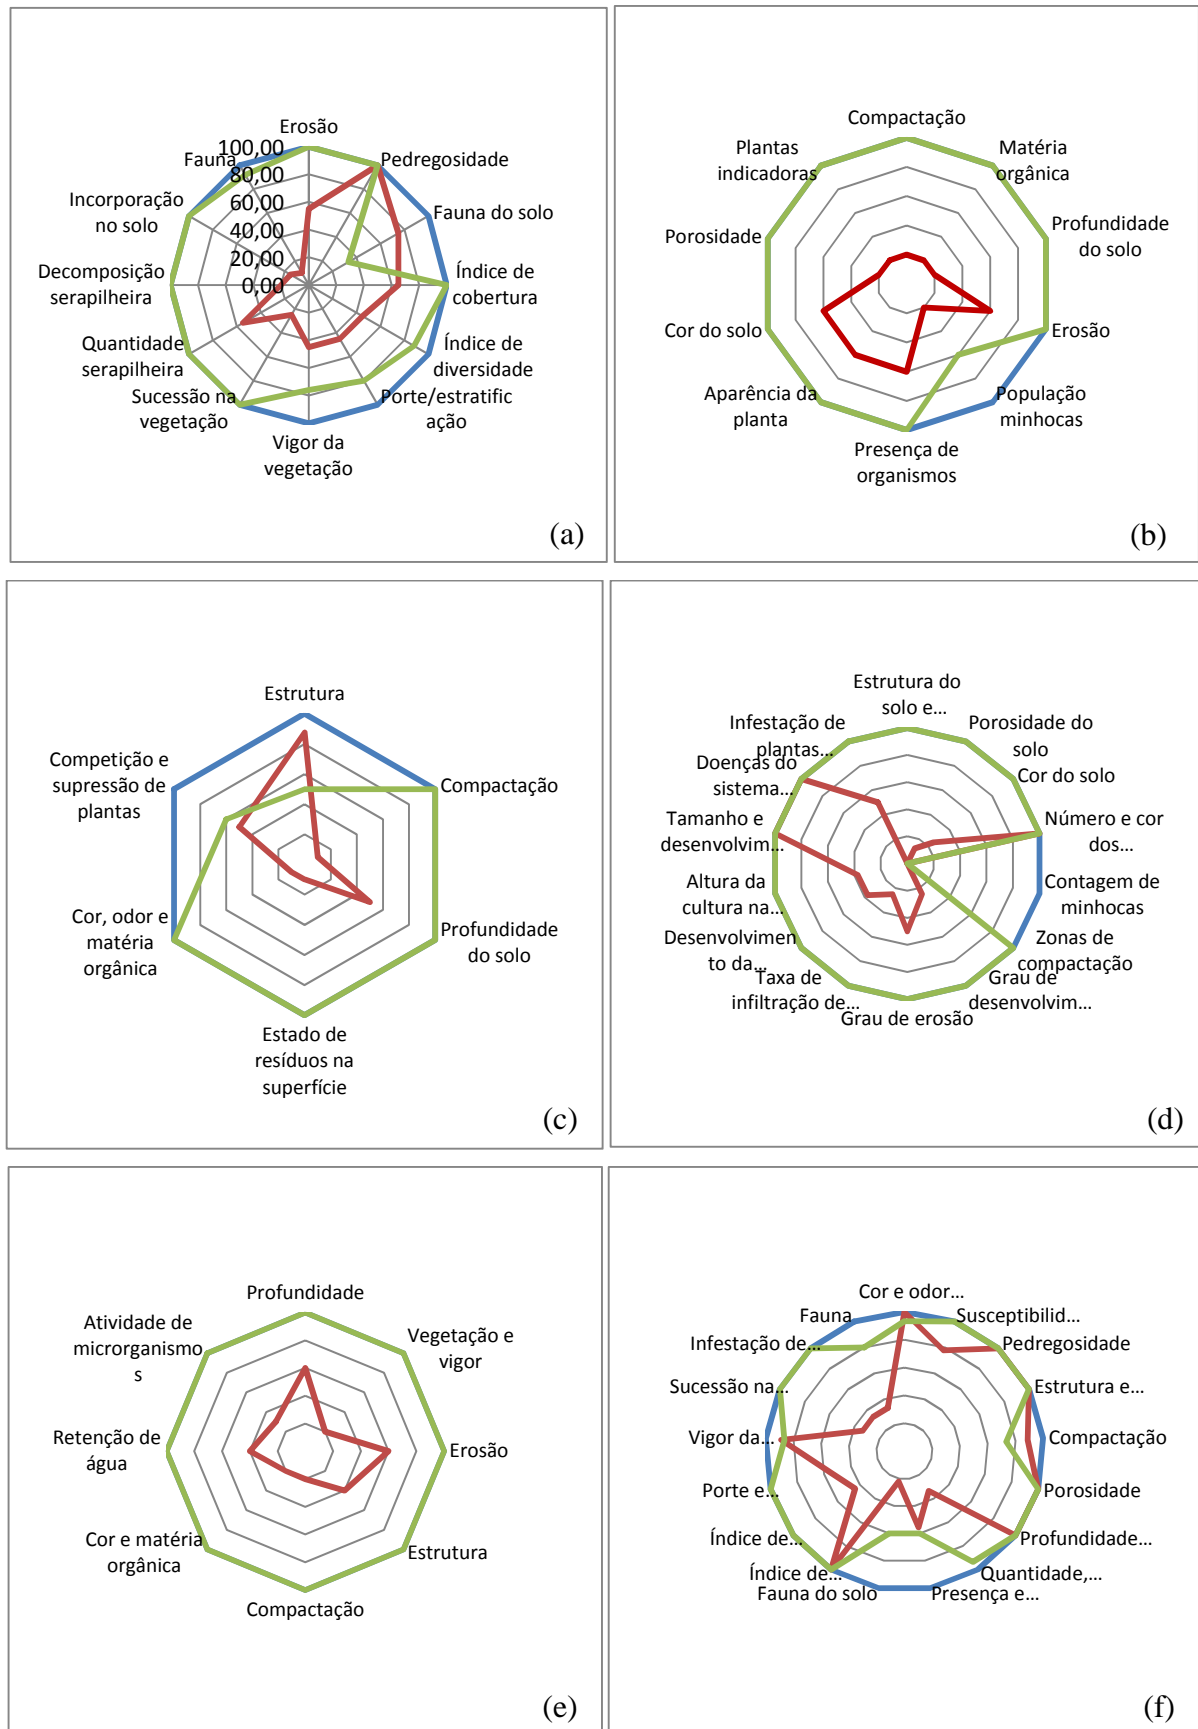 Erosão
100,00
80,00
60,00
40,00
20,00
0,00
Pedregosidade
Fauna do solo
Índice de
cobertura
Índice de
diversidade
Porte/estratific
ação
Vigor da
vegetação
Sucessão na
vegetação
Quantidade
serapilheira
Decomposição
serapilheira
Incorporação
no solo
Fauna
(a)
Compactação
Matéria
orgânica
Profundidade
do solo
Erosão
População
minhocas
Presença de
organismos
Aparência da
planta
Cor do solo
Porosidade
Plantas
indicadoras
(b)
Estrutura
Compactação
Profundidade
do solo
Estado de
resíduos na
superfície
Cor, odor e
matéria
orgânica
Competição e
supressão de
plantas
(c)
Estrutura do
solo e...
Porosidade do
solo
Cor do solo
Número e cor
dos...
Contagem de
minhocas
Zonas de
compactação
Grau de
desenvolvim...
Grau de erosão
Taxa de
infiltração de...
Desenvolvimen
to da...
Altura da
cultura na...
Tamanho e
desenvolvim...
Doenças do
sistema...
Infestação de
plantas...
(d)
Profundidade
Vegetação e
vigor
Erosão
Estrutura
Compactação
Cor e matéria
orgânica
Retenção de
água
Atividade de
microrganismo
s
(e)
Cor e odor...
Susceptibilid...
Pedregosidade
Estrutura e...
Compactação
Porosidade
Profundidade...
Quantidade,...
Presença e...
Fauna do solo
Índice de...
Índice de...
Porte e...
Vigor da...
Sucessão na...
Infestação de...
Fauna
(f)